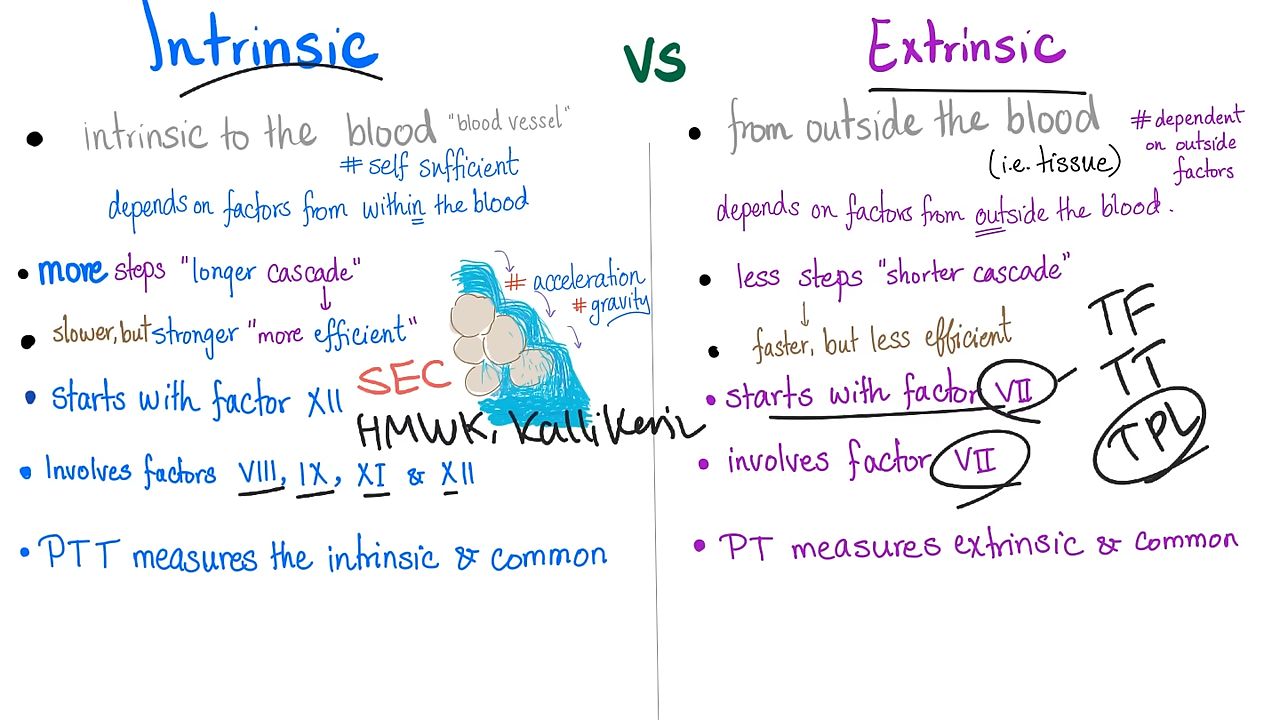 Intrinsic
VS
Extrinsic
• intrinsic to the blood "blood vessel"
# self sufficient
depends on factors from within the blood
• more steps "longer cascade"
↓
• slower, but stronger "more efficient"
# acceleration
# gravity
SEC
• Starts with factor XII
HMWK,
• Involves factors VIII, IX, XI & XII
• PTT measures the intrinsic & common
• from outside the blood
(i.e. tissue)
# dependent
on outside
factors
depends on factors from outside the blood.
• less steps "shorter cascade"
↓
• faster, but less efficient
• starts with factor VII
• involves factor VII
TF
TT
TPL
• PT measures extrinsic & common